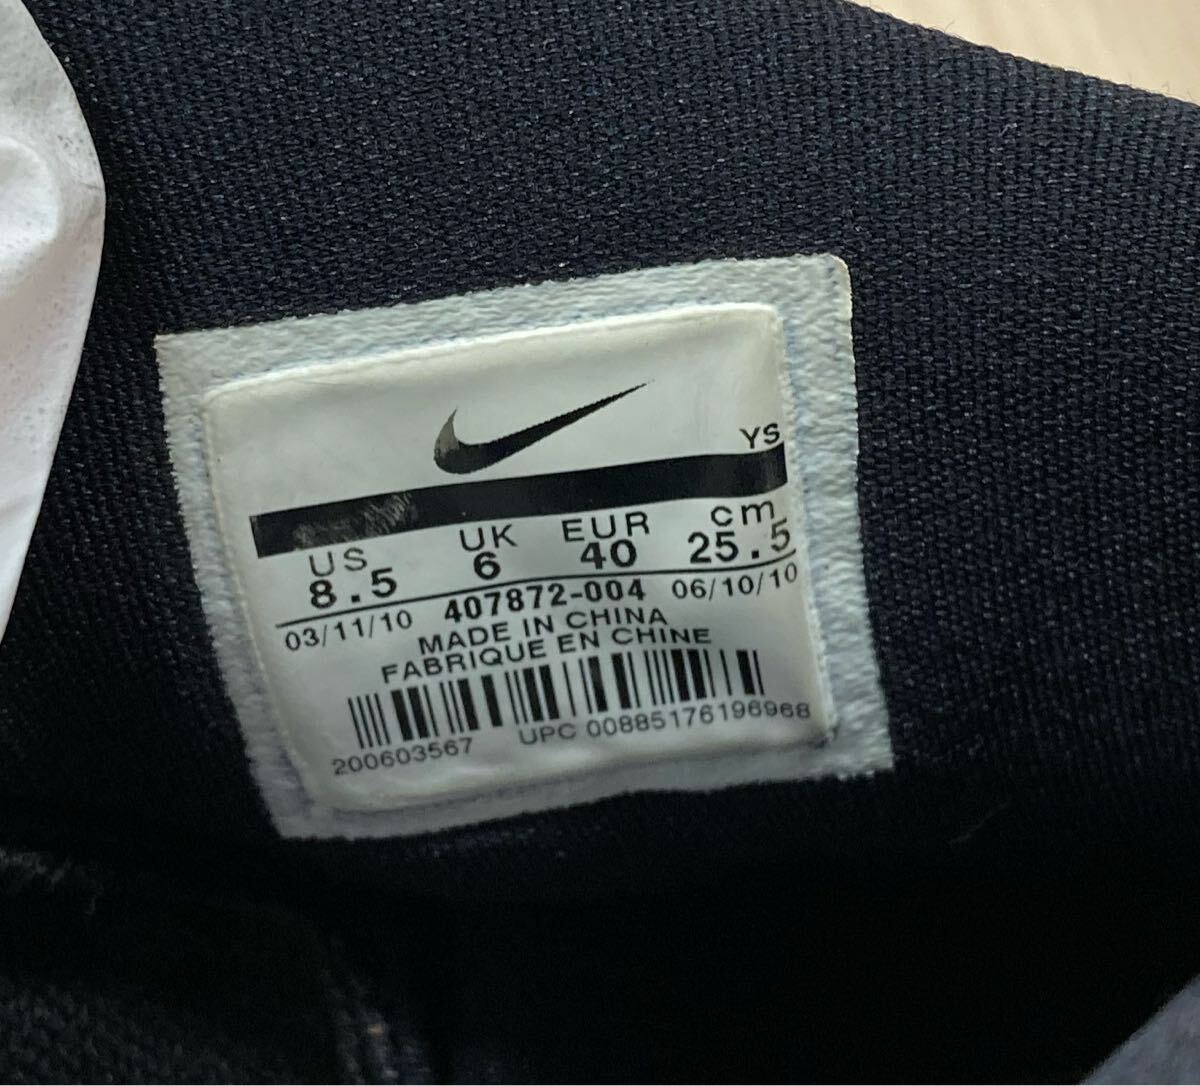 YS
US UK EUR cm
8.5 6 40 25.5
03/11/10 407872-004 06/10/10
MADE IN CHINA
FABRIQUE EN CHINE
200603567 UPC 00885176196968